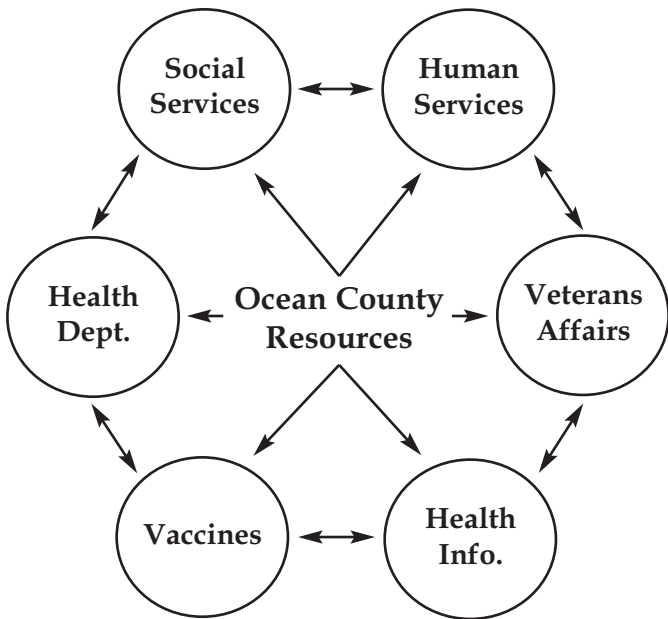 Social
Services
Human
Services
Health
Dept.
Ocean County
Resources
Veterans
Affairs
Vaccines
Health
Info.